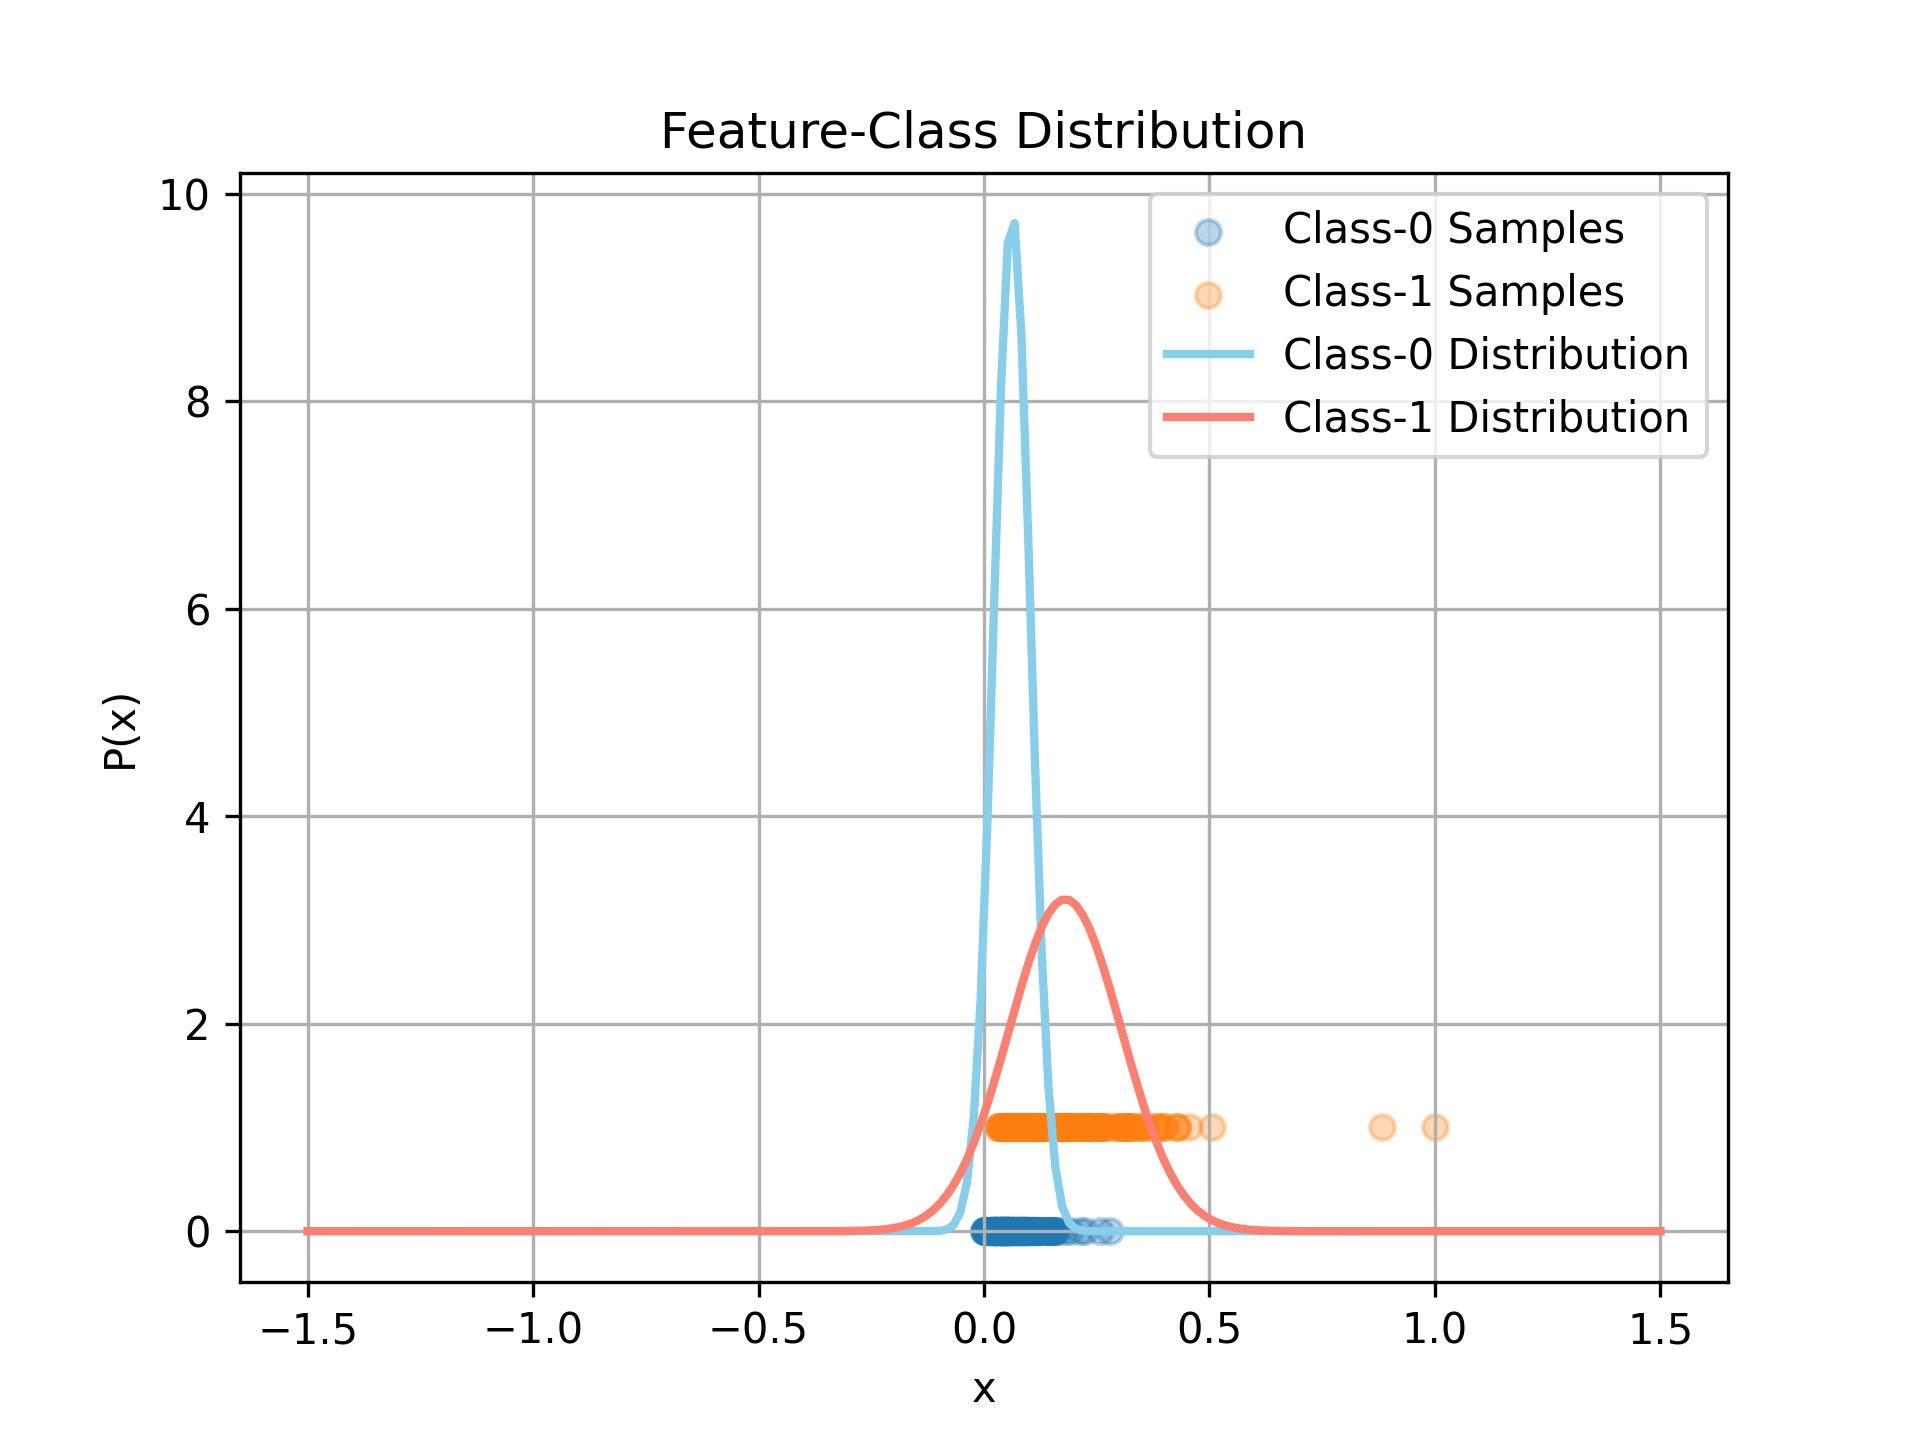 Feature-Class Distribution
10
8
6
4
2
0
P(x)
Class-0 Samples
Class-1 Samples
Class-0 Distribution
Class-1 Distribution
−1.5 −1.0 −0.5 0.0 0.5 1.0 1.5
x